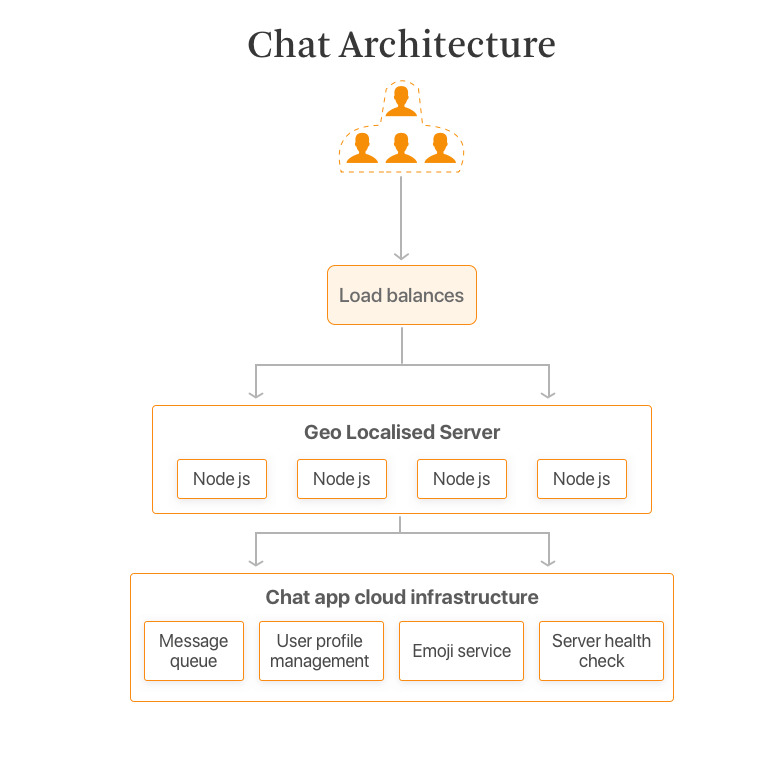 Chat Architecture
Load balances
Geo Localised Server
Node js
Node js
Node js
Node js
Chat app cloud infrastructure
Message
queue
User profile
management
Emoji service
Server health
check